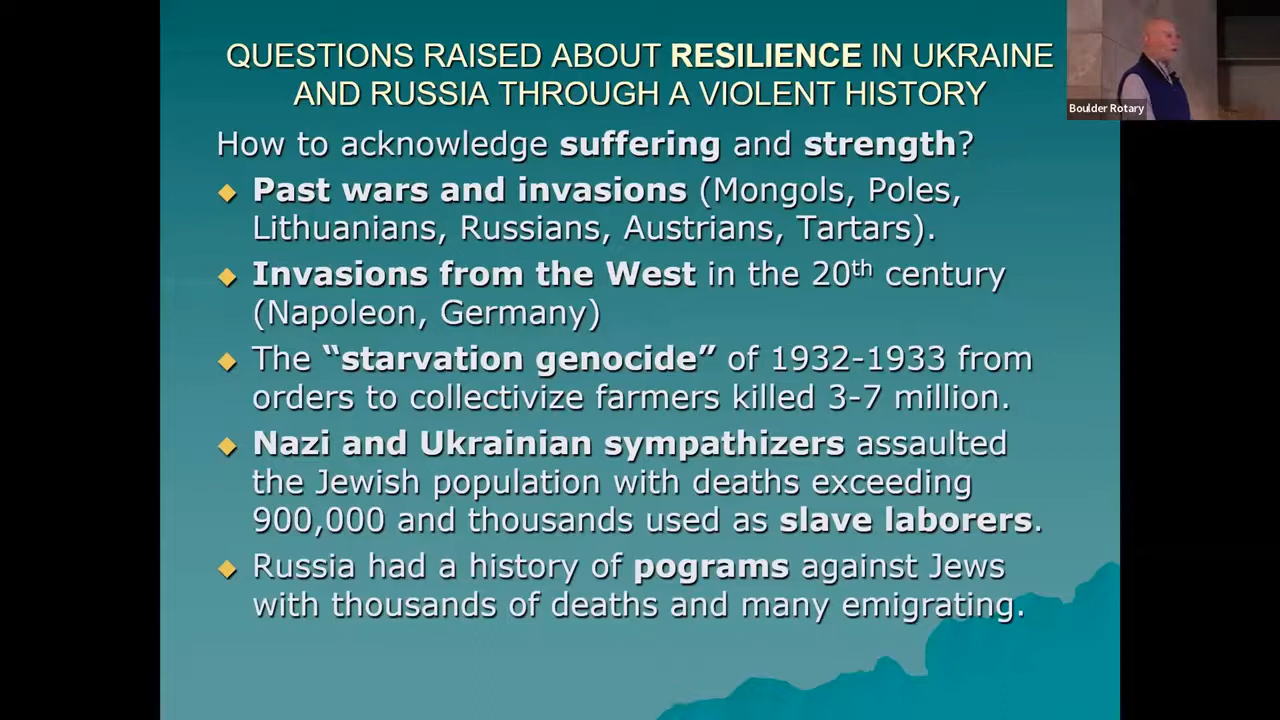 QUESTIONS RAISED ABOUT RESILIENCE IN UKRAINE
AND RUSSIA THROUGH A VIOLENT HISTORY
Boulder Rotary
How to acknowledge suffering and strength?
Past wars and invasions (Mongols, Poles,
Lithuanians, Russians, Austrians, Tartars).
Invasions from the West in the 20th century
(Napoleon, Germany)
The “starvation genocide” of 1932-1933 from
orders to collectivize farmers killed 3-7 million.
Nazi and Ukrainian sympathizers assaulted
the Jewish population with deaths exceeding
900,000 and thousands used as slave laborers.
Russia had a history of pograms against Jews
with thousands of deaths and many emigrating.